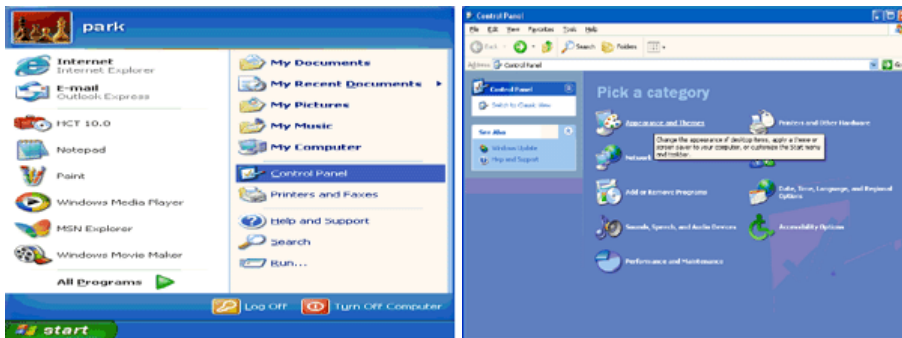 park
Internet
Internet Explorer
E-mail
Outlook Express
HCT 10.0
Notepad
Paint
Windows Media Player
MSN Explorer
Windows Movie Maker
All Programs
My Documents
My Recent Documents
My Pictures
My Music
My Computer
Control Panel
Printers and Faxes
Help and Support
Search
Run...
Log Off
Turn Off Computer
start
Control Panel
File Edit View Favorites Tools Help
Back
Search
Folders
Address Control Panel
Go
Control Panel
Switch to Classic View
See Also
Windows Update
Help and Support
Pick a category
Appearance and Themes
Printers and Other Hardware
Change the appearance of desktop items, apply a theme or
screen saver to your computer, or customize the Start menu
and taskbar.
Network
Add or Remove Programs
Date, Time, Language, and Regional
Options
Sounds, Speech, and Audio Devices
Accessibility Options
Performance and Maintenance